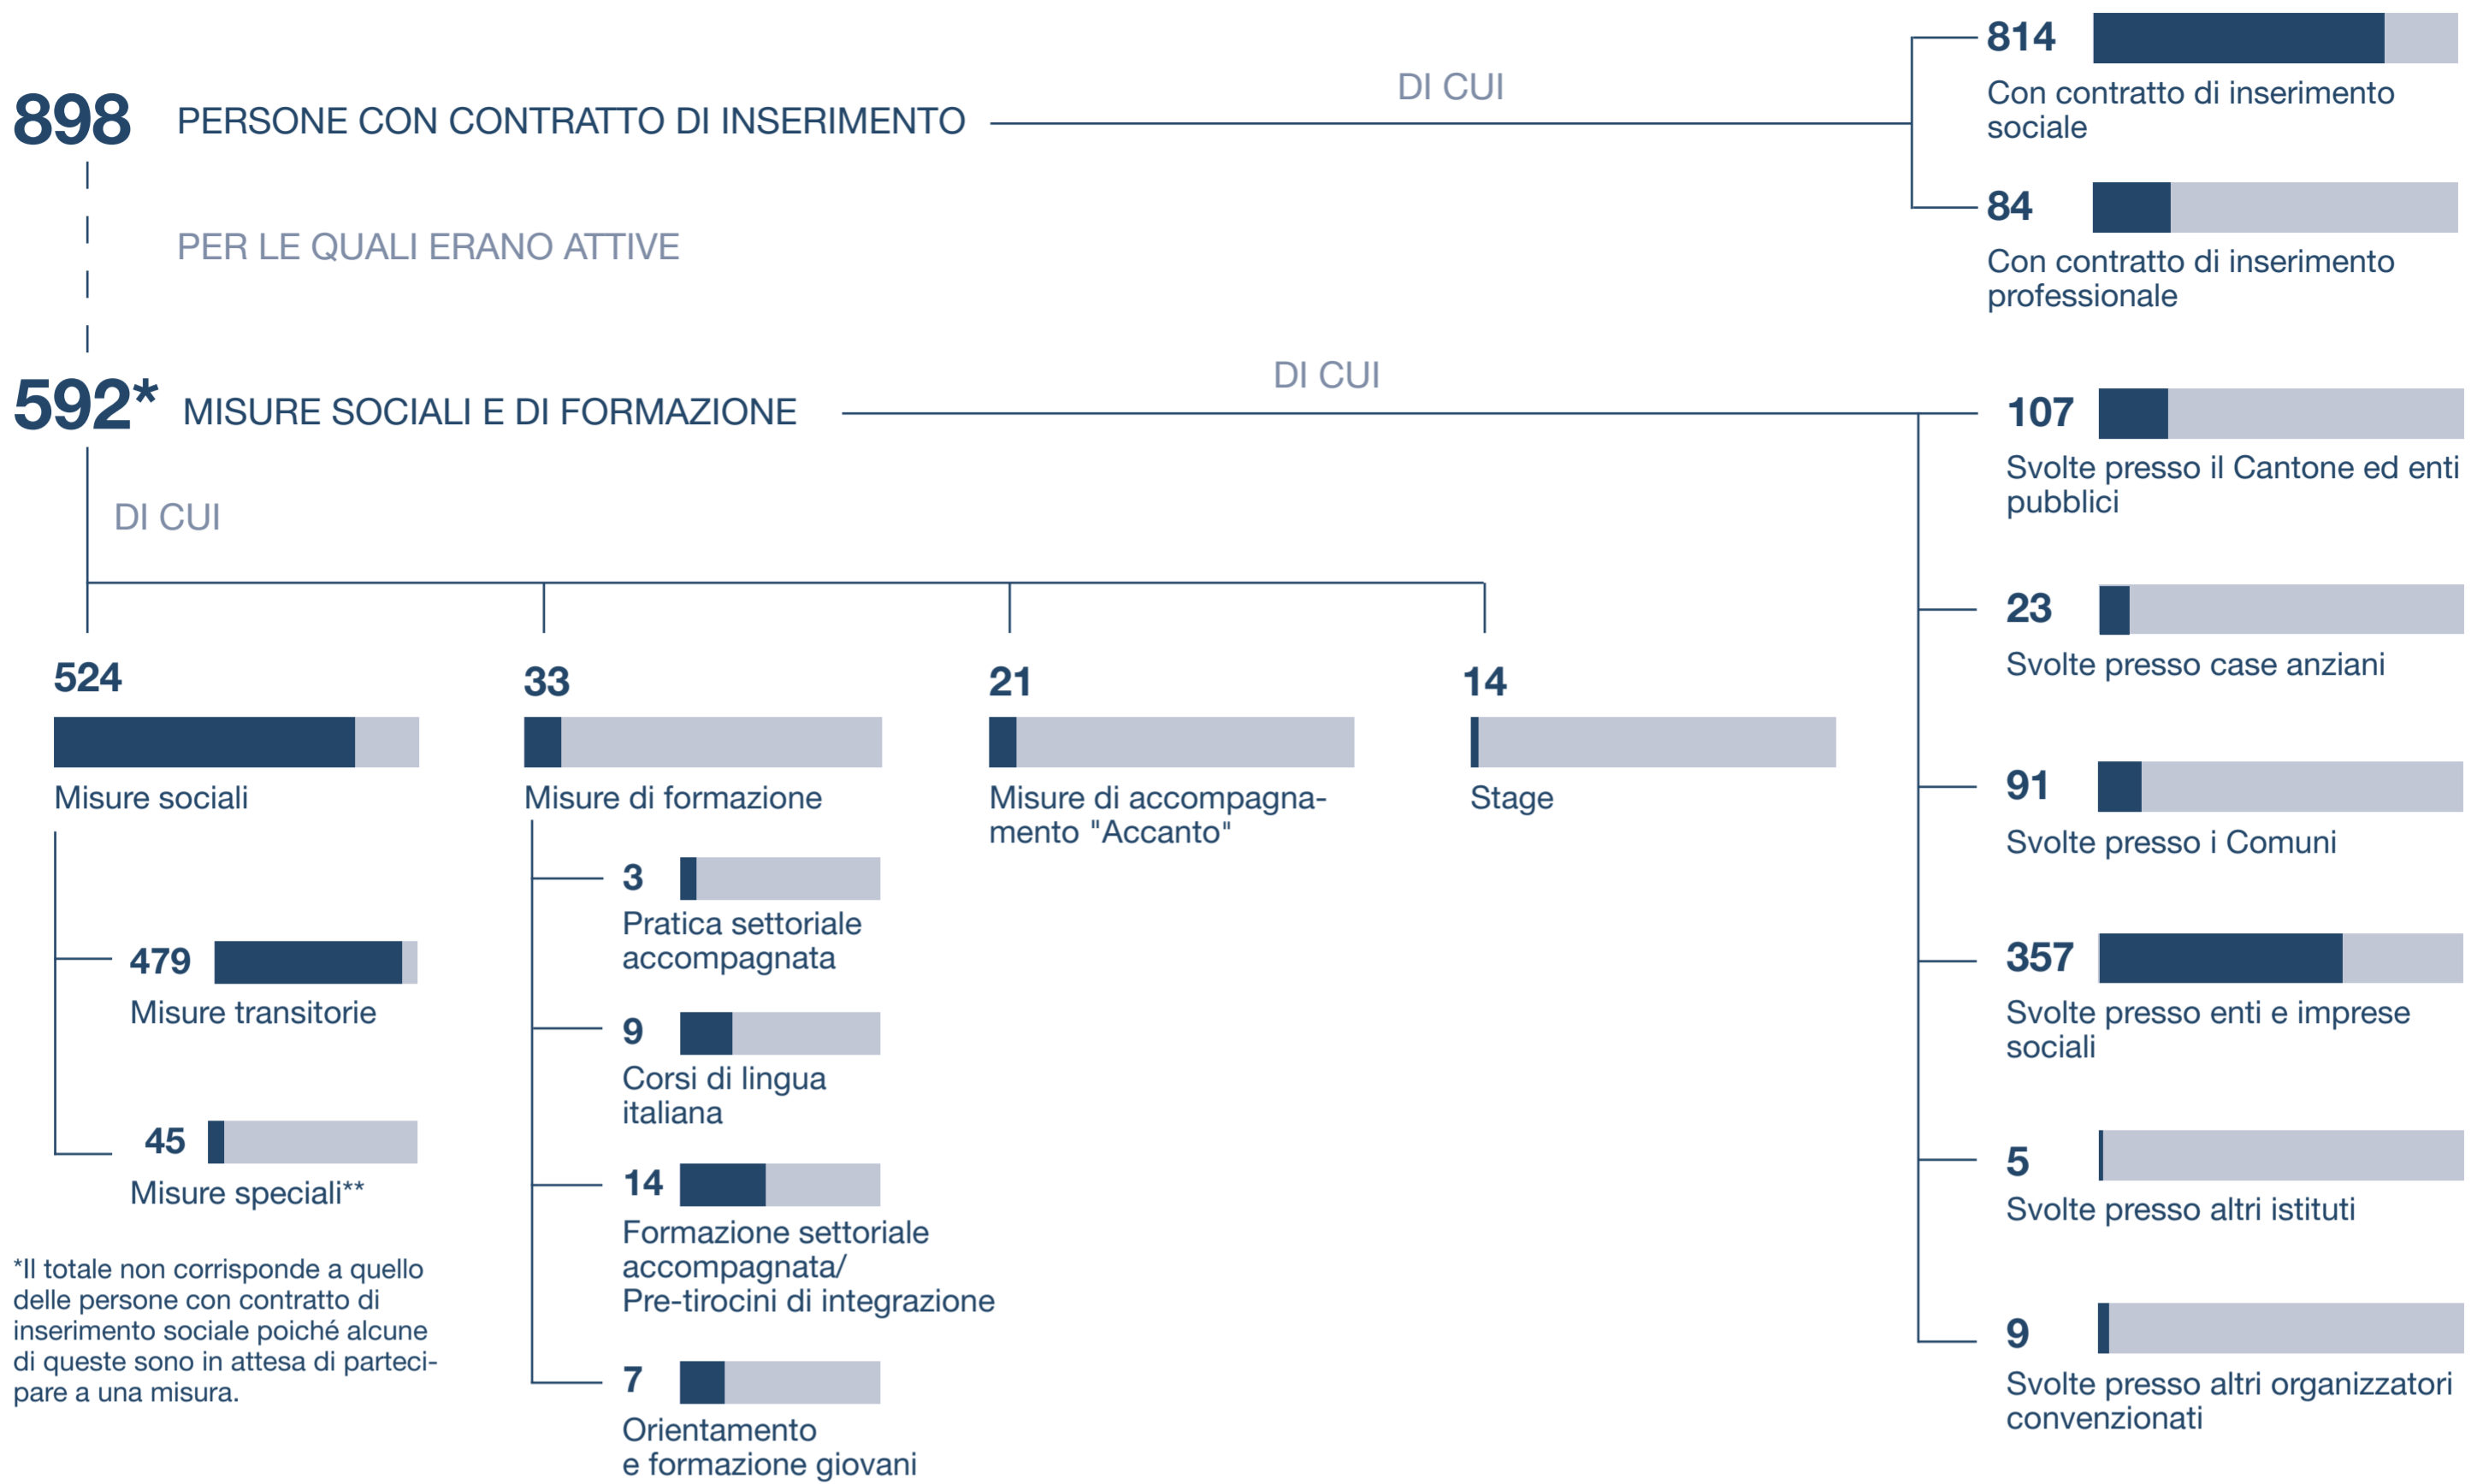 898 PERSONE CON CONTRATTO DI INSERIMENTO
DI CUI
814
Con contratto di inserimento
sociale
84
Con contratto di inserimento
professionale
PER LE QUALI ERANO ATTIVE
592* MISURE SOCIALI E DI FORMAZIONE
DI CUI
107
Svolte presso il Cantone ed enti
pubblici
23
Svolte presso case anziani
91
Svolte presso i Comuni
357
Svolte presso enti e imprese
sociali
5
Svolte presso altri istituti
9
Svolte presso altri organizzatori
convenzionati
DI CUI
524
Misure sociali
479
Misure transitorie
45
Misure speciali**
33
Misure di formazione
3
Pratica settoriale
accompagnata
9
Corsi di lingua
italiana
14
Formazione settoriale
accompagnata/
Pre-tirocini di integrazione
7
Orientamento
e formazione giovani
21
Misure di accompagna-
mento "Accanto"
14
Stage
*Il totale non corrisponde a quello
delle persone con contratto di
inserimento sociale poiché alcune
di queste sono in attesa di parteci-
pare a una misura.